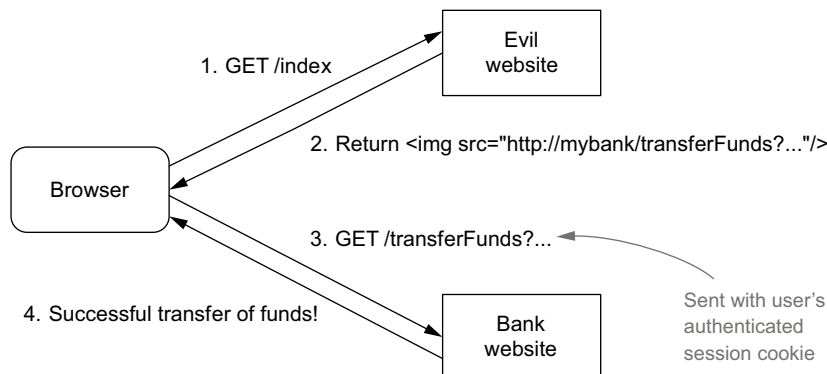 Evil
website
1. GET /index
2. Return <img src="http://mybank/transferFunds?..."/>
Browser
3. GET /transferFunds?...
4. Successful transfer of funds!
Bank
website
Sent with user’s
authenticated
session cookie